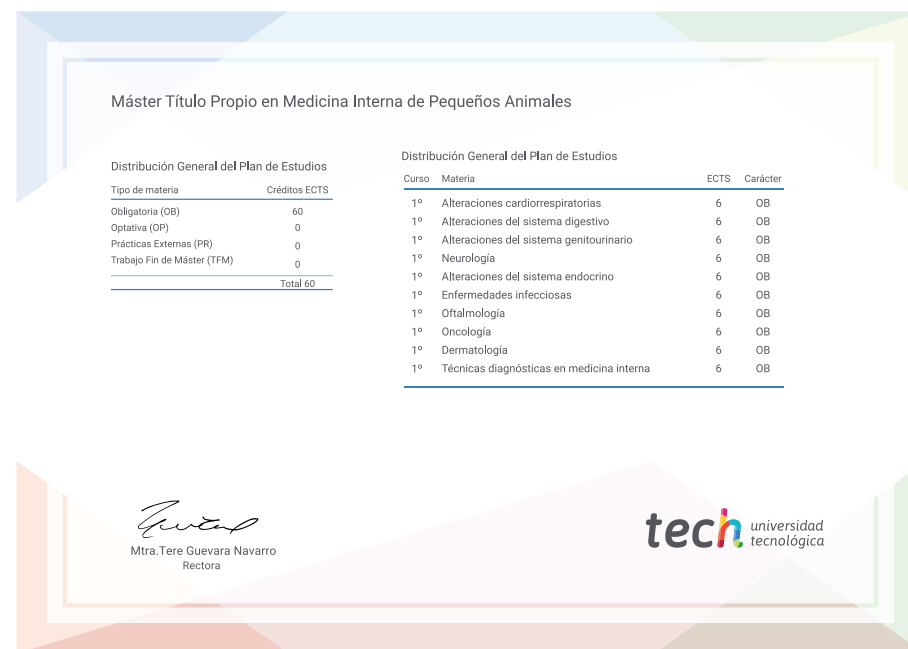 Máster Título Propio en Medicina Interna de Pequeños Animales
Distribución General del Plan de Estudios
Tipo de materia Créditos ECTS
Obligatoria (OB) 60
Optativa (OP) 0
Prácticas Externas (PR) 0
Trabajo Fin de Máster (TFM) 0
Total 60
Distribución General del Plan de Estudios
Curso Materia ECTS Carácter
1º Alteraciones cardiorrespiratorias 6 OB
1º Alteraciones del sistema digestivo 6 OB
1º Alteraciones del sistema genitourinario 6 OB
1º Neurología 6 OB
1º Alteraciones del sistema endocrino 6 OB
1º Enfermedades infecciosas 6 OB
1º Oftalmología 6 OB
1º Oncología 6 OB
1º Dermatología 6 OB
1º Técnicas diagnósticas en medicina interna 6 OB
Mtra.Tere Guevara Navarro
Rectora
tech universidad
tecnológica